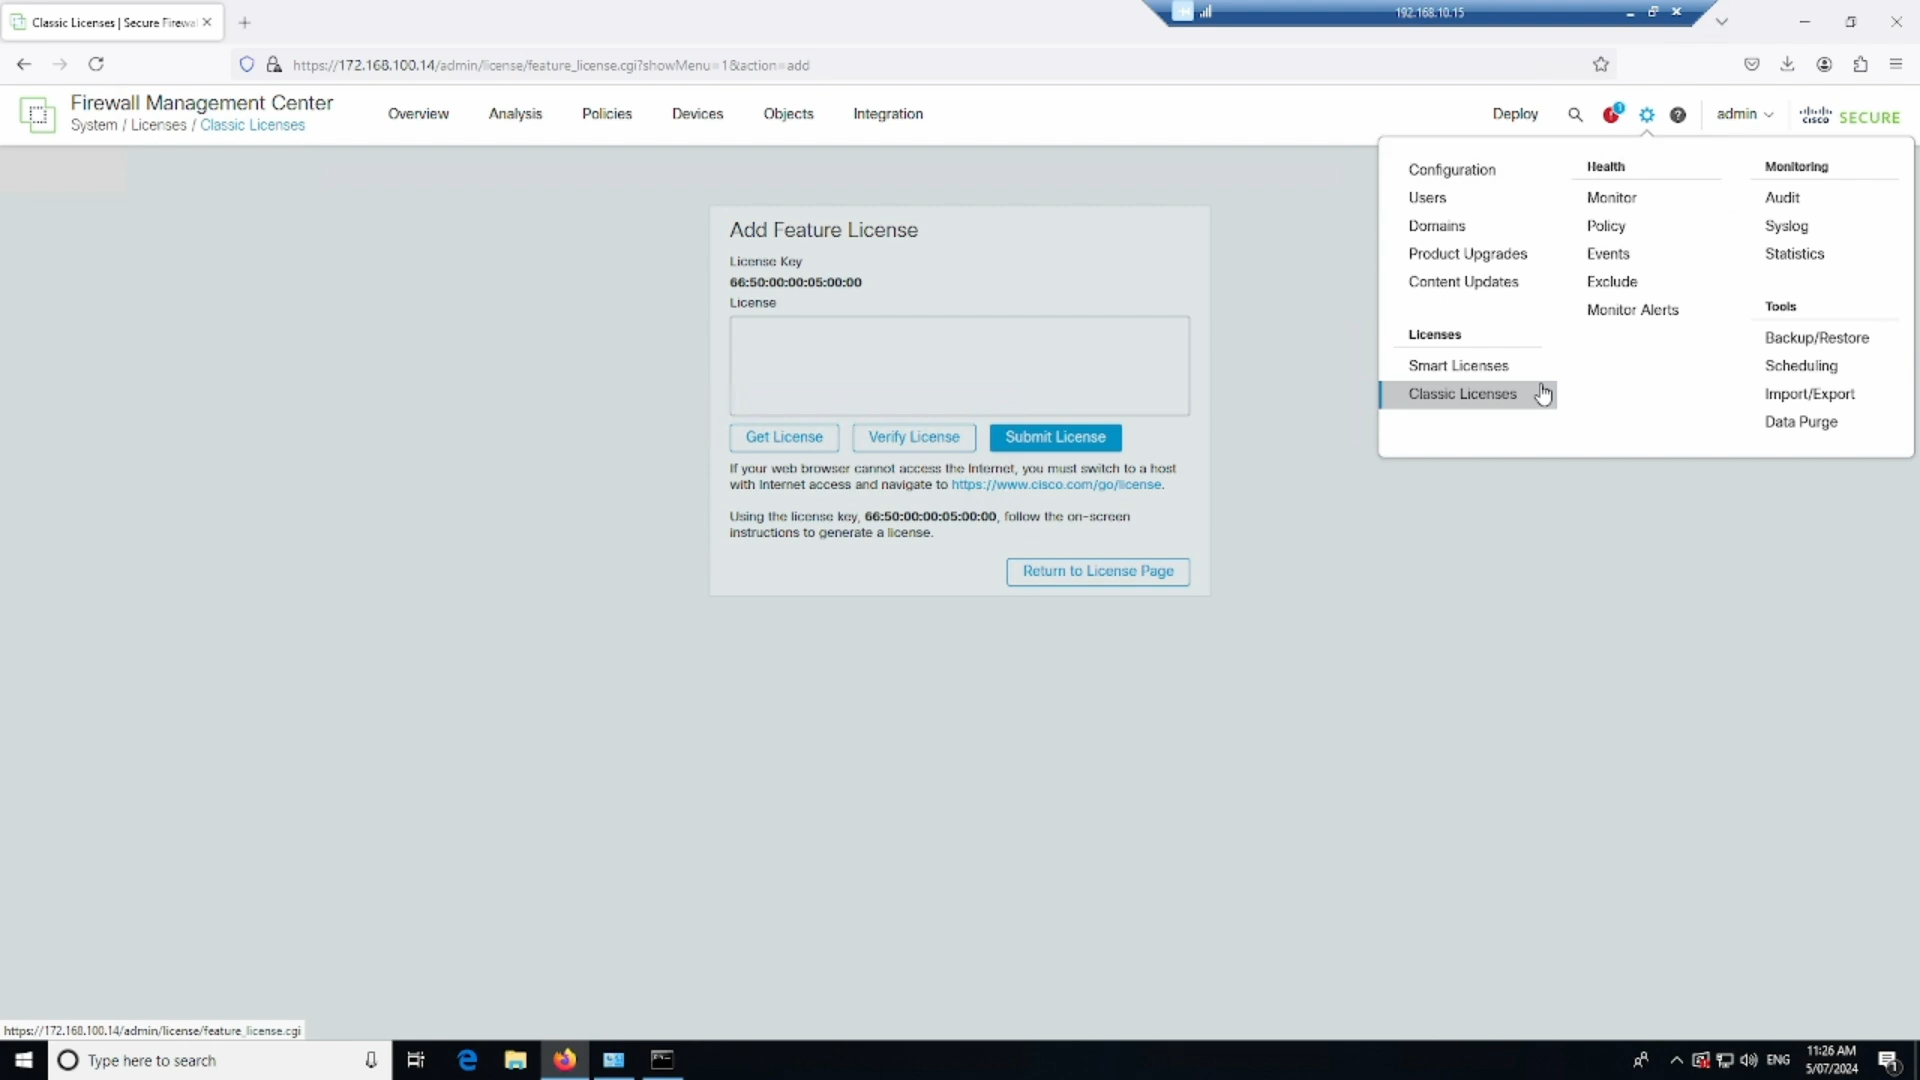 Classic Licenses | Secure Firewal
192.168.10.15
https://172.168.100.14/admin/license/feature_license.cgi?showMenu=1&action=add
Firewall Management Center
System / Licenses / Classic Licenses
Overview
Analysis
Policies
Devices
Objects
Integration
Deploy
1
admin
cisco SECURE
Configuration
Users
Domains
Product Upgrades
Content Updates
Licenses
Smart Licenses
Classic Licenses
Health
Monitor
Policy
Events
Exclude
Monitor Alerts
Monitoring
Audit
Syslog
Statistics
Tools
Backup/Restore
Scheduling
Import/Export
Data Purge
Add Feature License
License Key
66:50:00:00:05:00:00
License
Get License
Verify License
Submit License
If your web browser cannot access the Internet, you must switch to a host
with Internet access and navigate to https://www.cisco.com/go/license.
Using the license key, 66:50:00:00:05:00:00, follow the on-screen
instructions to generate a license.
Return to License Page
https://172.168.100.14/admin/license/feature_license.cgi
Type here to search
ENG
11:26 AM
5/07/2024
1